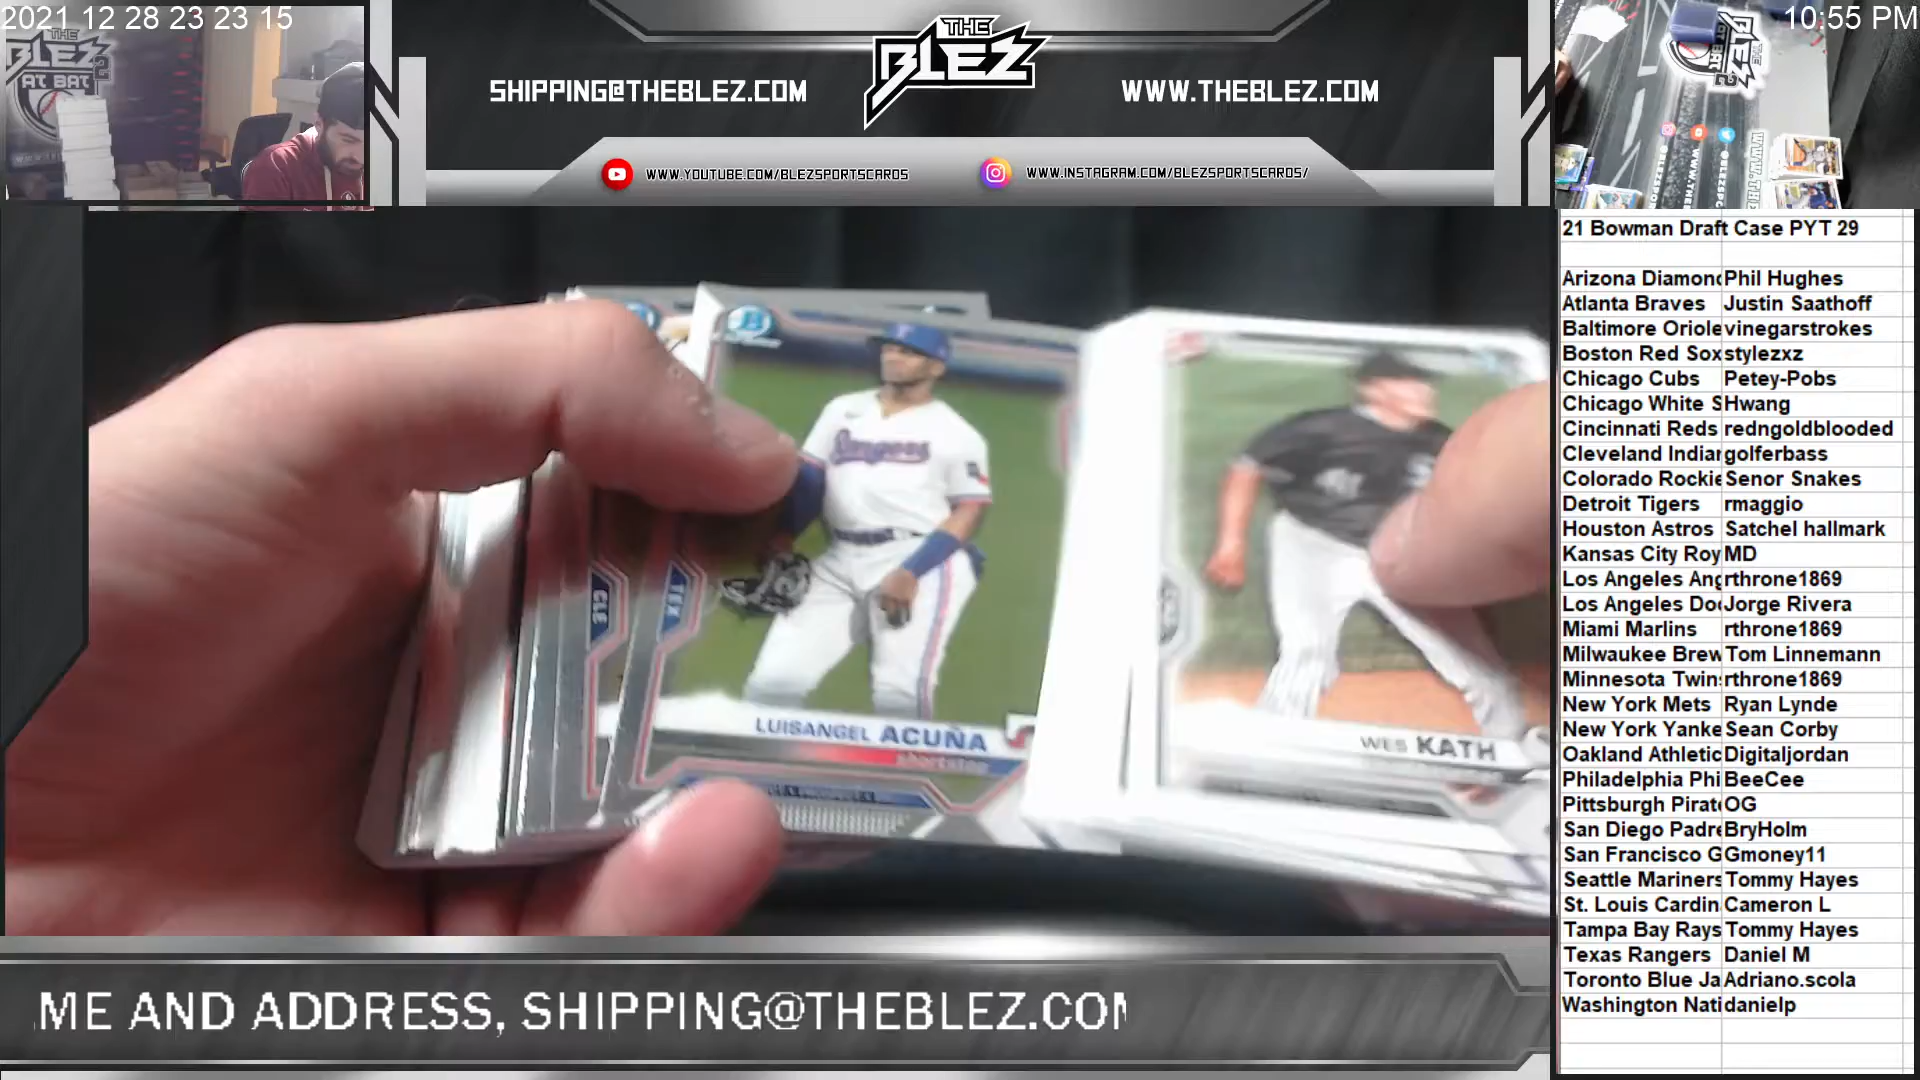 2021 12 28 23 23 15
10:55 PM
THE
BLEZ
AT BAT
THE
BLEZ
SHIPPING@THEBLEZ.COM
WWW.THEBLEZ.COM
WWW.YOUTUBE.COM/BLEZSPORTSCARDS
WWW.INSTAGRAM.COM/BLEZSPORTSCARDS/
21 Bowman Draft Case PYT 29
Arizona Diamond Phil Hughes
Atlanta Braves Justin Saathoff
Baltimore Oriole vinegarstrokes
Boston Red Sox stylezxz
Chicago Cubs Petey-Pobs
Chicago White S Hwang
Cincinnati Reds redngoldblooded
Cleveland Indian golferbass
Colorado Rockie Senor Snakes
Detroit Tigers rmaggio
Houston Astros Satchel hallmark
Kansas City Roy MD
Los Angeles Ang rthrone1869
Los Angeles Dod Jorge Rivera
Miami Marlins rthrone1869
Milwaukee Brew Tom Linnemann
Minnesota Twins rthrone1869
New York Mets Ryan Lynde
New York Yanke Sean Corby
Oakland Athletic Digitaljordan
Philadelphia Phi BeeCee
Pittsburgh Pirat OG
San Diego Padre BryHolm
San Francisco G Gmoney11
Seattle Mariners Tommy Hayes
St. Louis Cardin Cameron L
Tampa Bay Rays Tommy Hayes
Texas Rangers Daniel M
Toronto Blue Ja Adriano.scola
Washington Nati danielp
Rangers
CLE
TEX
LUISANGEL ACUÑA
shortstop
WES KATH
ME AND ADDRESS, SHIPPING@THEBLEZ.COM